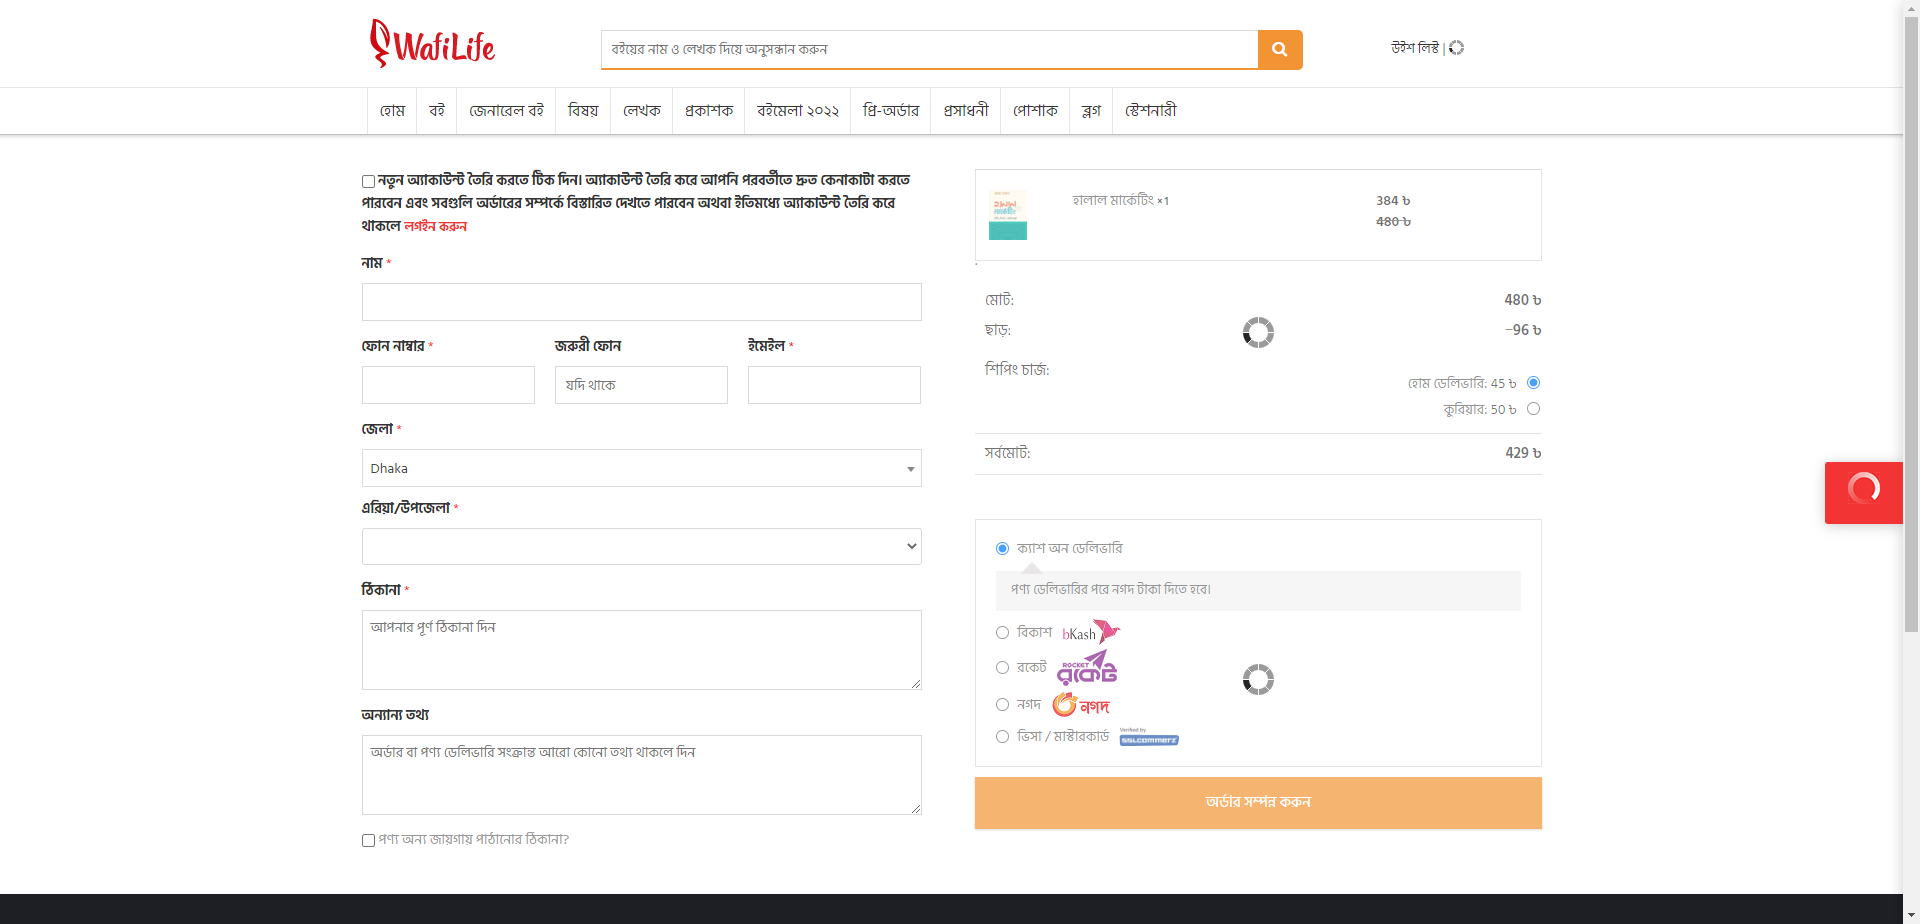 WafiLife
বইয়ের নাম ও লেখক দিয়ে অনুসন্ধান করুন
উইশ লিস্ট |
হোম
বই
জেনারেল বই
বিষয়
লেখক
প্রকাশক
বইমেলা ২০২২
প্রি-অর্ডার
প্রসাধনী
পোশাক
ব্লগ
স্টেশনারী
নতুন অ্যাকাউন্ট তৈরি করতে টিক দিন। অ্যাকাউন্ট তৈরি করে আপনি পরবর্তীতে দ্রুত কেনাকাটা করতে
পারবেন এবং সবগুলি অর্ডারের সম্পর্কে বিস্তারিত দেখতে পারবেন অথবা ইতিমধ্যে অ্যাকাউন্ট তৈরি করে
থাকলে লগইন করুন
নাম *
ফোন নাম্বার *
জরুরী ফোন
ইমেইল *
যদি থাকে
জেলা *
Dhaka
এরিয়া/উপজেলা *
ঠিকানা *
আপনার পূর্ণ ঠিকানা দিন
অন্যান্য তথ্য
অর্ডার বা পণ্য ডেলিভারি সংক্রান্ত আরো কোনো তথ্য থাকলে দিন
পণ্য অন্য জায়গায় পাঠানোর ঠিকানা?
হালাল মার্কেটিং ×1
384 ৳
480 ৳
মোট: 480 ৳
ছাড়: −96 ৳
শিপিং চার্জ:
হোম ডেলিভারি: 45 ৳
কুরিয়ার: 50 ৳
সর্বমোট: 429 ৳
ক্যাশ অন ডেলিভারি
পণ্য ডেলিভারির পরে নগদ টাকা দিতে হবে।
বিকাশ bKash
রকেট ROCKET রকেট
নগদ নগদ
ভিসা / মাস্টারকার্ড Verified by SSLCOMMERZ
অর্ডার সম্পন্ন করুন